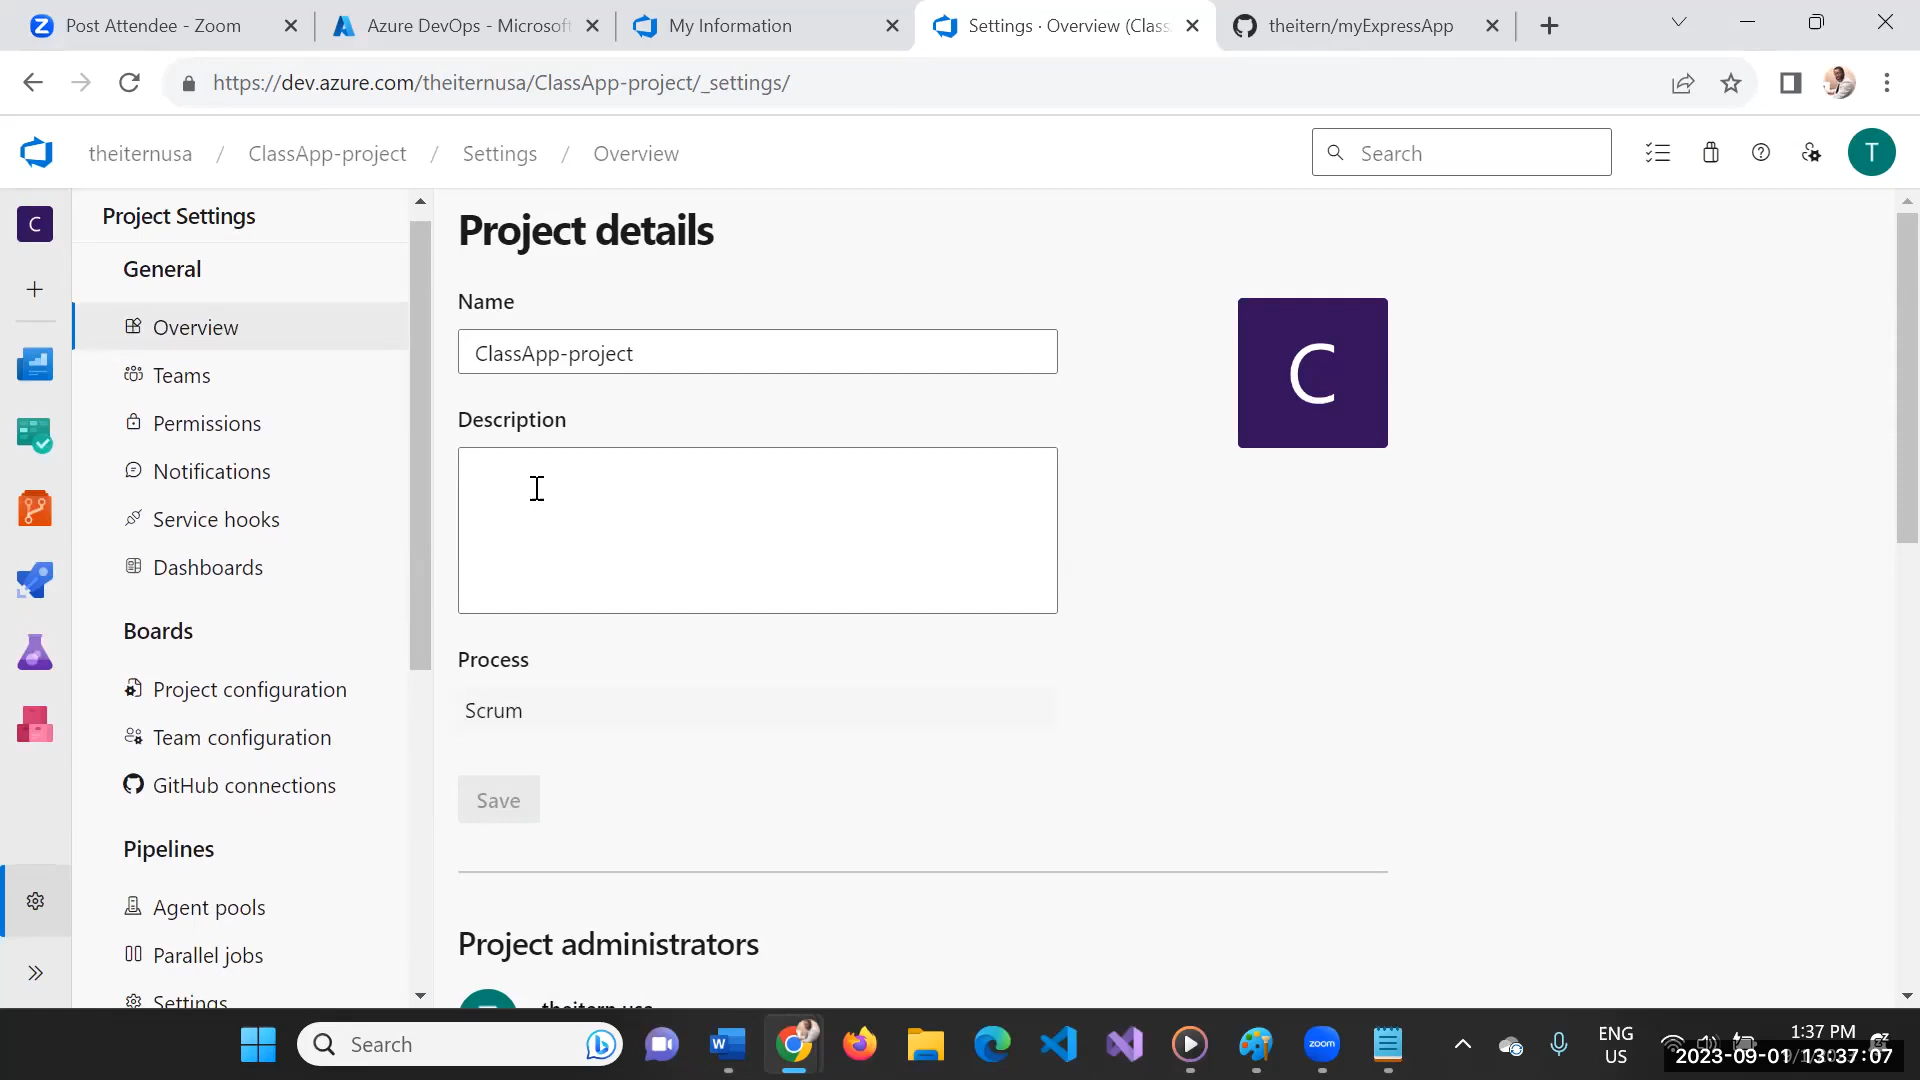 Post Attendee - Zoom
Azure DevOps - Microsoft
My Information
Settings · Overview (Class
theitern/myExpressApp
https://dev.azure.com/theiternusa/ClassApp-project/_settings/
theiternusa / ClassApp-project / Settings / Overview
Search
T
C
Project Settings
General
Overview
Teams
Permissions
Notifications
Service hooks
Dashboards
Boards
Project configuration
Team configuration
GitHub connections
Pipelines
Agent pools
Parallel jobs
Settings
Project details
Name
ClassApp-project
C
Description
Process
Scrum
Save
Project administrators
theitern usa
Search
zoom
ENG
US
1:37 PM
2023-09-01 13:37:07